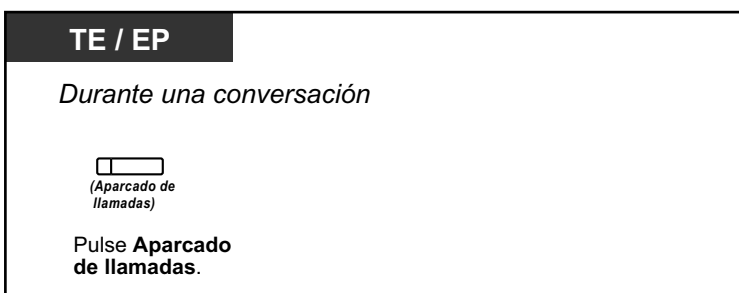 TE / EP
Durante una conversación
(Aparcado de
llamadas)
Pulse Aparcado
de llamadas.